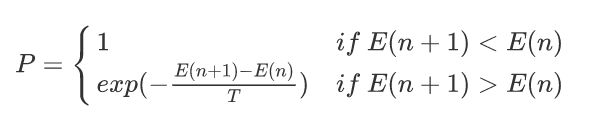 P = { 1 if E(n + 1) < E(n)
exp(− E(n+1)−E(n) / T ) if E(n + 1) > E(n)